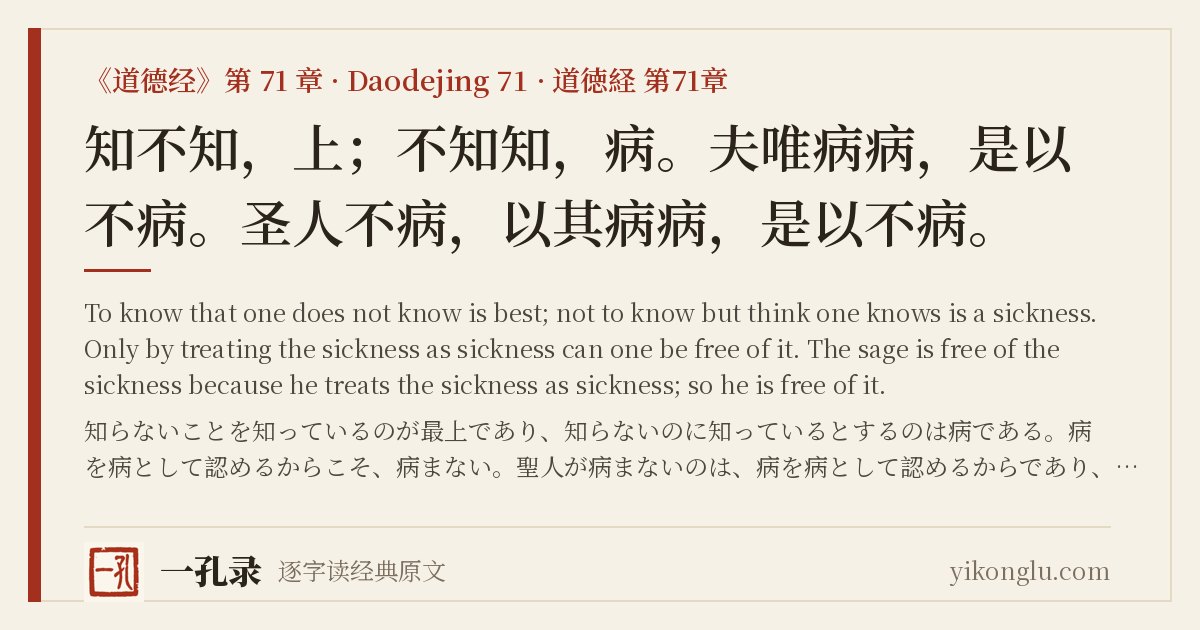 《道德经》第 71 章 · Daodejing 71 · 道徳経 第71章
知不知，上；不知知，病。夫唯病病，是以
不病。圣人不病，以其病病，是以不病。
To know that one does not know is best; not to know but think one knows is a sickness.
Only by treating the sickness as sickness can one be free of it. The sage is free of the
sickness because he treats the sickness as sickness; so he is free of it.
知らないことを知っているのが最上であり、知らないのに知っているとするのは病である。病
を病として認めるからこそ、病まない。聖人が病まないのは、病を病として認めるからであり、…
一孔
一孔录 逐字读经典原文
yikonglu.com